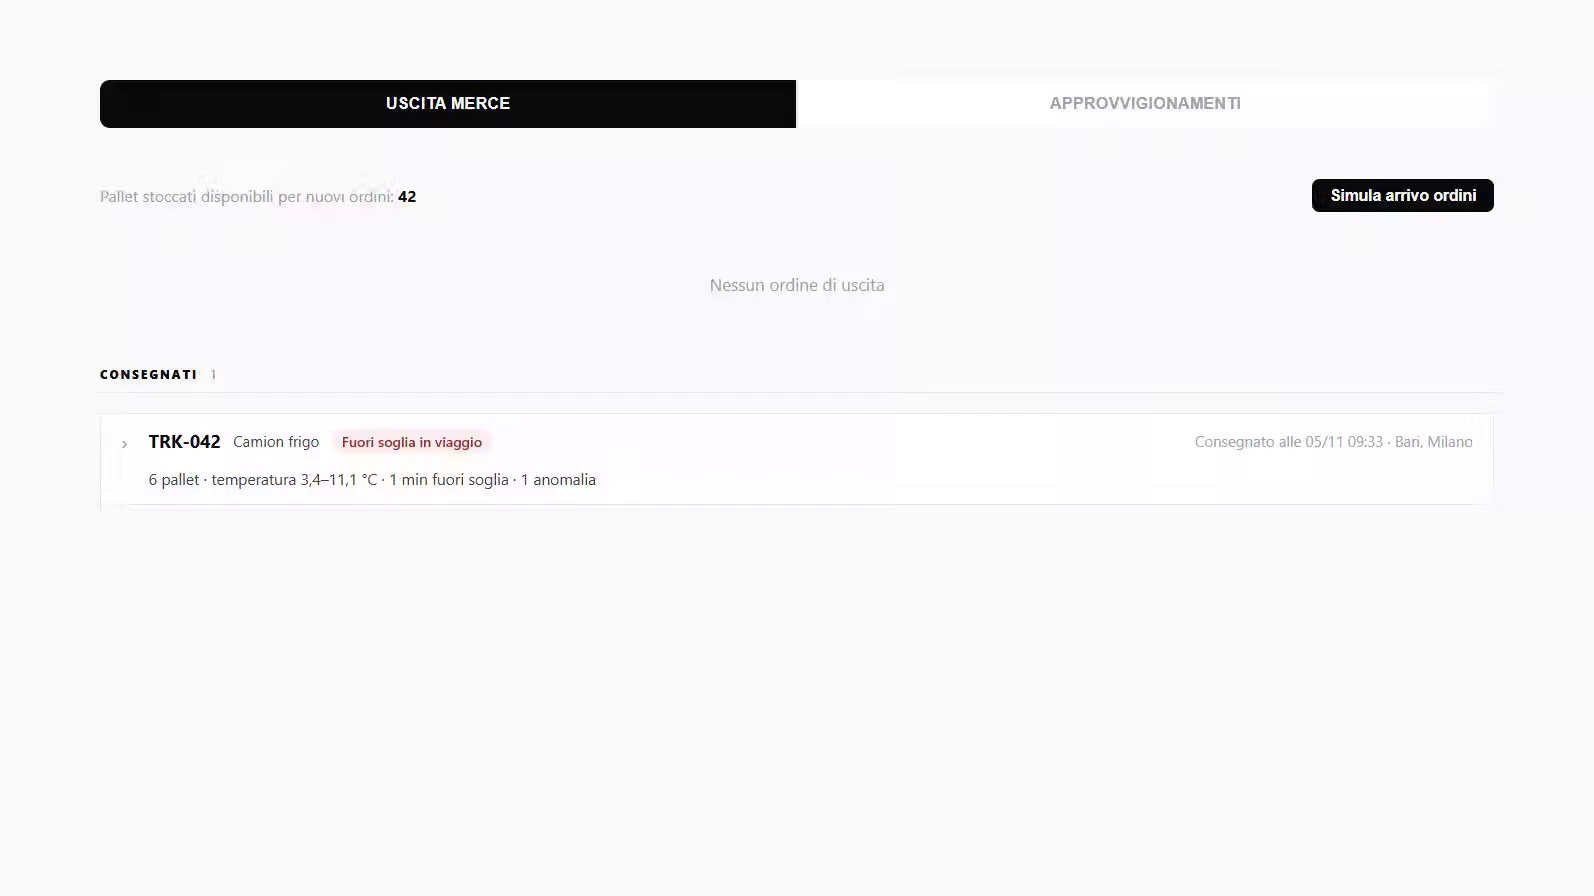 USCITA MERCE
APPROVVIGIONAMENTI
Pallet stoccati disponibili per nuovi ordini: 42
Simula arrivo ordini
Nessun ordine di uscita
CONSEGNATI 1
TRK-042 Camion frigo Fuori soglia in viaggio
Consegnato alle 05/11 09:33 · Bari, Milano
6 pallet · temperatura 3,4–11,1 °C · 1 min fuori soglia · 1 anomalia